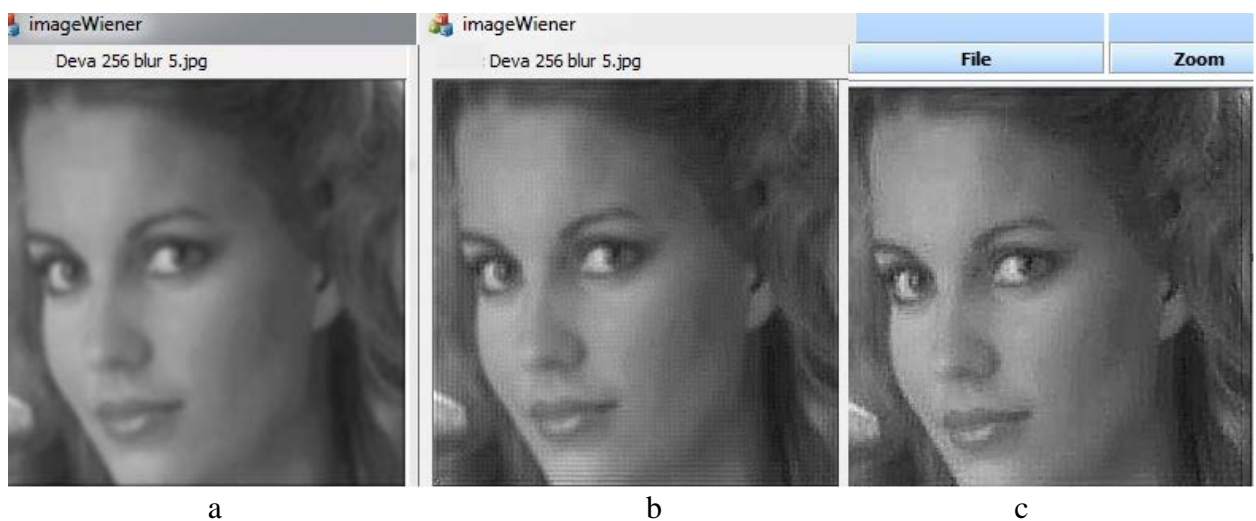 imageWiener
imageWiener
File
Zoom
Deva 256 blur 5.jpg
: Deva 256 blur 5.jpg
a
b
c